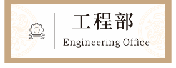 工程部
Engineering Office